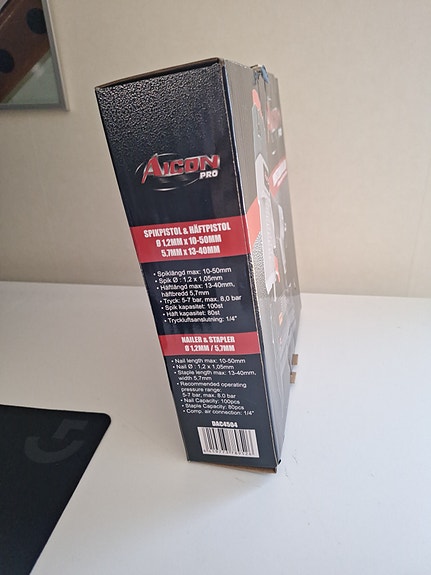 AICON
PRO
SPIKPISTOL & HÄFTPISTOL
Ø 1,2MM X 10-50MM
5,7MM X 13-40MM
• Spiklängd max: 10-50mm
• Spik Ø : 1,2 x 1,05mm
• Häftlängd max: 13-40mm,
häftbredd 5,7mm
• Tryck: 5-7 bar, max. 8,0 bar
• Spik kapasitet: 100st
• Häft kapasitet: 80st
• Tryckluftsanslutning: 1/4"
NAILER & STAPLER
Ø 1,2MM / 5,7MM
• Nail length max: 10-50mm
• Nail Ø : 1,2 x 1,05mm
• Staple length max: 13-40mm,
width 5,7mm
• Recommended operating
pressure range:
5-7 bar, max. 8.0 bar
• Nail Capacity: 100pcs
• Staple Capacity: 80pcs
• Comp. air connection: 1/4"
DAC4504